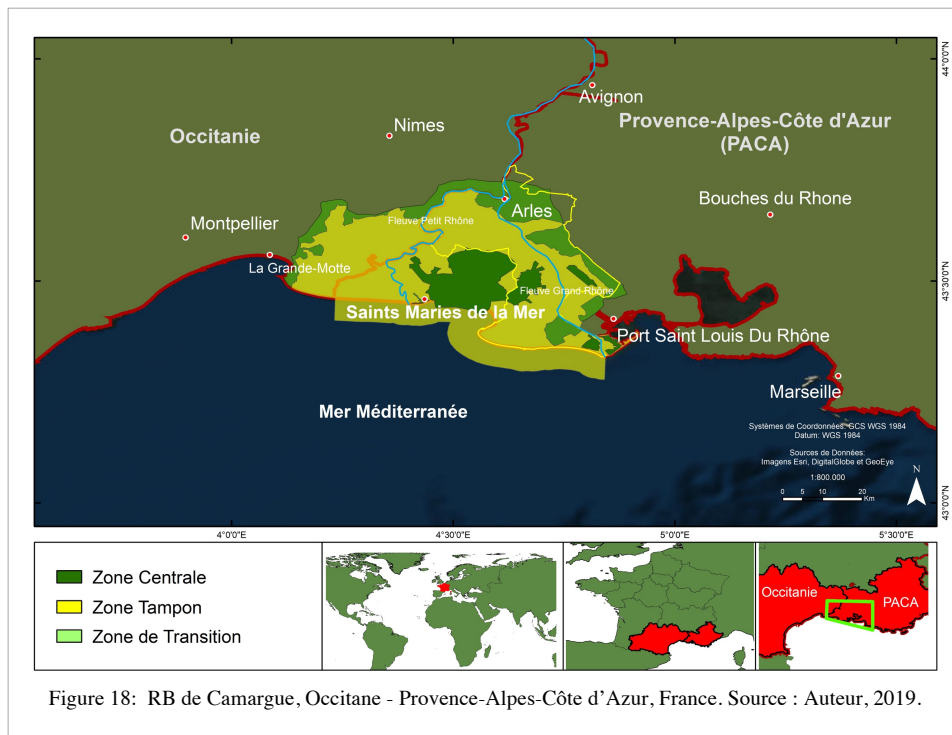 44°0'0"N
Avignon
Nimes
Occitanie
Provence-Alpes-Côte d'Azur
(PACA)
Bouches du Rhone
Arles
Fleuve Petit Rhône
Montpellier
La Grande-Motte
43°30'0"N
Fleuve Grand-Rhône
Saints Maries de la Mer
Port Saint Louis Du Rhône
Marseille
Mer Méditerranée
Systèmes de Coordonnées: GCS WGS 1984
Datum: WGS 1984
Sources de Données:
Imagens Esri, DigitalGlobe et GeoEye
1:800.000
N
0 5 10 20
Km
43°0'0"N
4°0'0"E 4°30'0"E 5°0'0"E 5°30'0"E
Zone Centrale
Zone Tampon
Zone de Transition
Occitanie
PACA
Figure 18: RB de Camargue, Occitane - Provence-Alpes-Côte d’Azur, France. Source : Auteur, 2019.